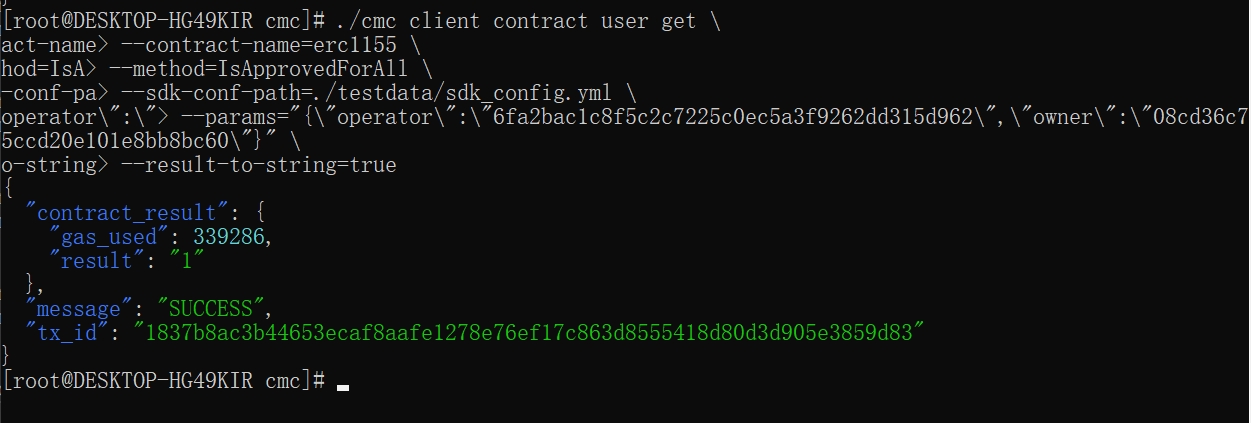 [root@DESKTOP-HG49KIR cmc]# ./cmc client contract user get \
act-name> --contract-name=erc1155 \
hod=IsA> --method=IsApprovedForAll \
-conf-pa> --sdk-conf-path=./testdata/sdk_config.yml \
operator\":\"> --params="{\"operator\":\"6fa2bac1c8f5c2c7225c0ec5a3f9262dd315d962\",\"owner\":\"08cd36c7
5ccd20e101e8bb8bc60\"}" \
o-string> --result-to-string=true
{
  "contract_result": {
    "gas_used": 339286,
    "result": "1"
  },
  "message": "SUCCESS",
  "tx_id": "1837b8ac3b44653ecaf8aafe1278e76ef17c863d8555418d80d3d905e3859d83"
}
[root@DESKTOP-HG49KIR cmc]#